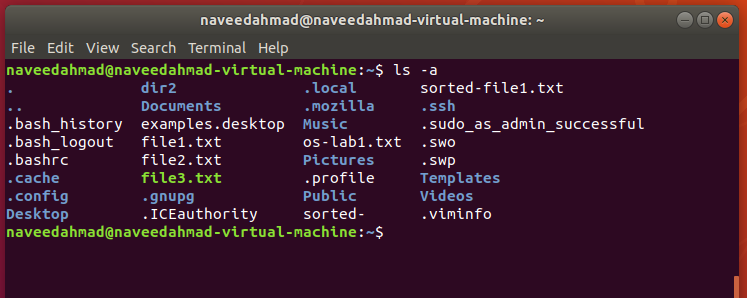 naveedahmad@naveedahmad-virtual-machine: ~
File Edit View Search Terminal Help
naveedahmad@naveedahmad-virtual-machine:~$ ls -a
. dir2 .local sorted-file1.txt
.. Documents .mozilla .ssh
.bash_history examples.desktop Music .sudo_as_admin_successful
.bash_logout file1.txt os-lab1.txt .swo
.bashrc file2.txt Pictures .swp
.cache file3.txt .profile Templates
.config .gnupg Public Videos
Desktop .ICEauthority sorted- .viminfo
naveedahmad@naveedahmad-virtual-machine:~$